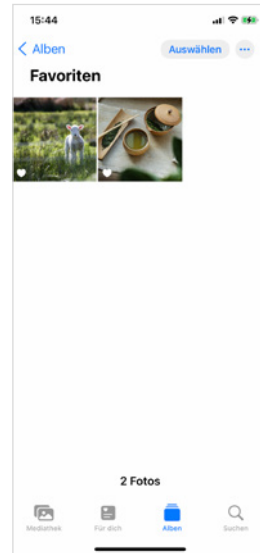 15:44
Alben
Auswählen
Favoriten
2 Fotos
Mediathek
Für dich
Alben
Suchen